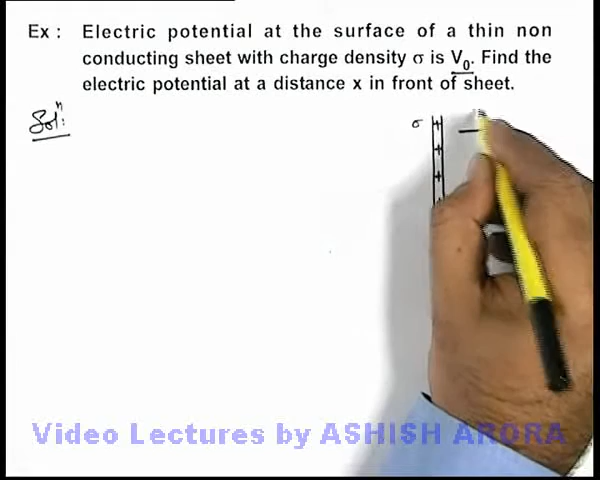 Ex : Electric potential at the surface of a thin non
conducting sheet with charge density σ is V₀. Find the
electric potential at a distance x in front of sheet.
Solⁿ:
σ +
+
+
+
Video Lectures by ASHISH ARORA